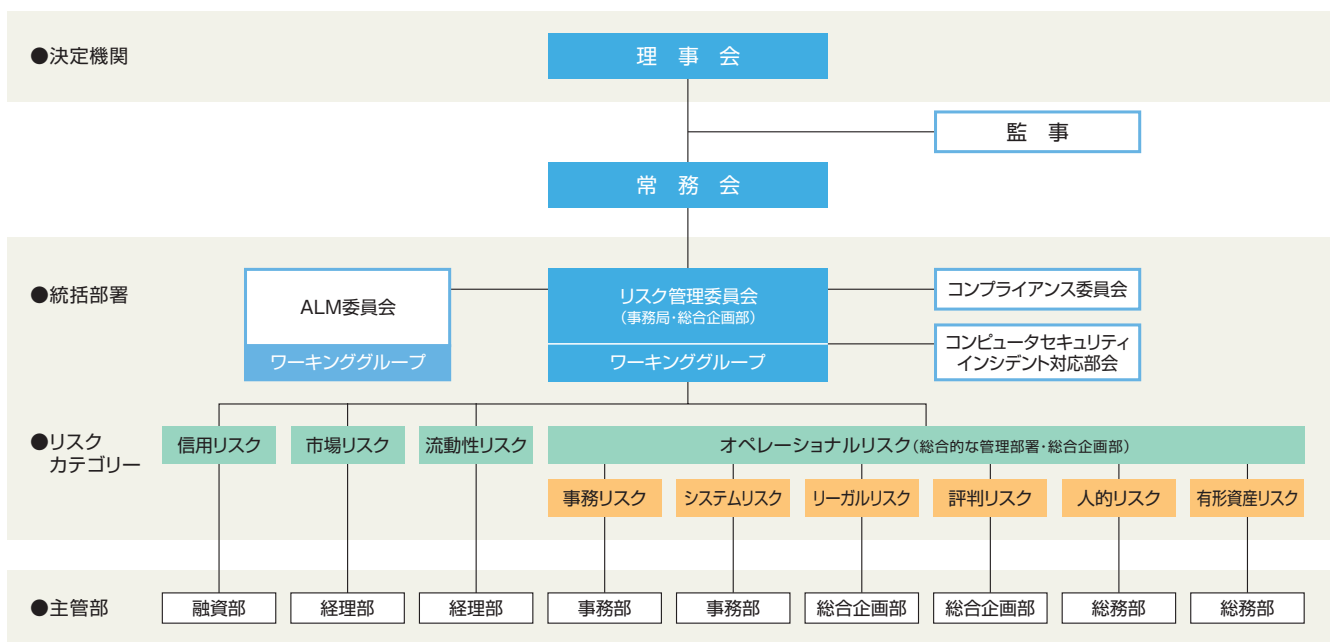 ●決定機関
理 事 会
監 事
常 務 会
●統括部署
ALM委員会
ワーキンググループ
リスク管理委員会
(事務局・総合企画部)
ワーキンググループ
コンプライアンス委員会
コンピュータセキュリティ
インシデント対応部会
●リスク
カテゴリー
信用リスク
市場リスク
流動性リスク
オペレーショナルリスク(総合的な管理部署・総合企画部)
事務リスク
システムリスク
リーガルリスク
評判リスク
人的リスク
有形資産リスク
●主管部
融資部
経理部
経理部
事務部
事務部
総合企画部
総合企画部
総務部
総務部